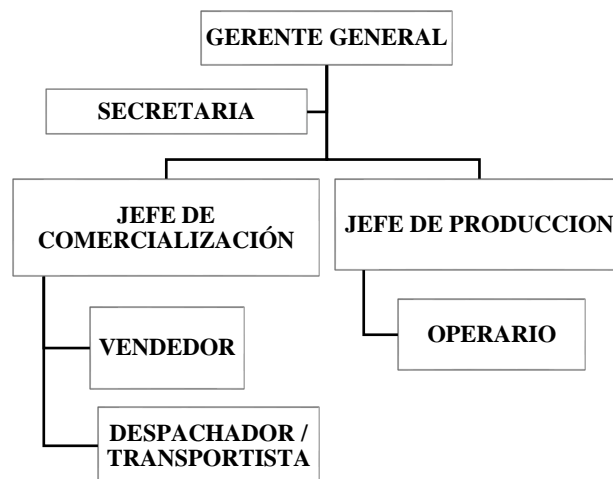 GERENTE GENERAL
SECRETARIA
JEFE DE
COMERCIALIZACIÓN
JEFE DE PRODUCCION
VENDEDOR
OPERARIO
DESPACHADOR /
TRANSPORTISTA